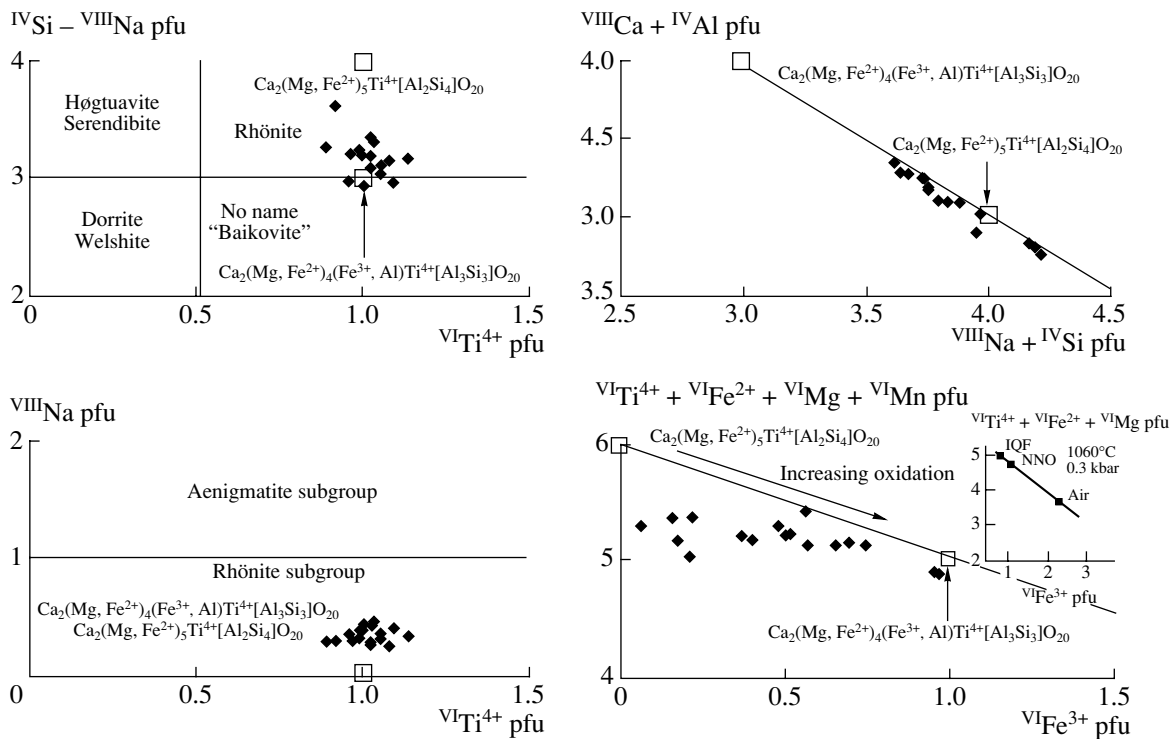 IVSi – VIIINa pfu
4
Ca2(Mg, Fe2+)5Ti4+[Al2Si4]O20
Høgtuavite
Serendibite
Rhönite
3
Dorrite
Welshite
No name
“Baikovite”
Ca2(Mg, Fe2+)4(Fe3+, Al)Ti4+[Al3Si3]O20
2
0 0.5 1.0 1.5
VITi4+ pfu
VIIICa + IVAl pfu
4.0
Ca2(Mg, Fe2+)4(Fe3+, Al)Ti4+[Al3Si3]O20
4.5
Ca2(Mg, Fe2+)5Ti4+[Al2Si4]O20
3.0
3.5
2.5 3.0 3.5 4.0 4.5
VIIINa + IVSi pfu
VIIINa pfu
2
Aenigmatite subgroup
1
Rhönite subgroup
Ca2(Mg, Fe2+)4(Fe3+, Al)Ti4+[Al3Si3]O20
Ca2(Mg, Fe2+)5Ti4+[Al2Si4]O20
0
0.5 1.0 1.5
VITi4+ pfu
VITi4+ + VIFe2+ + VIMg + VIMn pfu
6
Ca2(Mg, Fe2+)5Ti4+[Al2Si4]O20
Increasing oxidation
5
Ca2(Mg, Fe2+)4(Fe3+, Al)Ti4+[Al3Si3]O20
4
0 0.5 1.0 1.5
VIFe3+ pfu
VITi4+ + VIFe2+ + VIMg pfu
5
IQF
NNO
1060°C
0.3 kbar
4
Air
3
2
1 2 3
VIFe3+ pfu